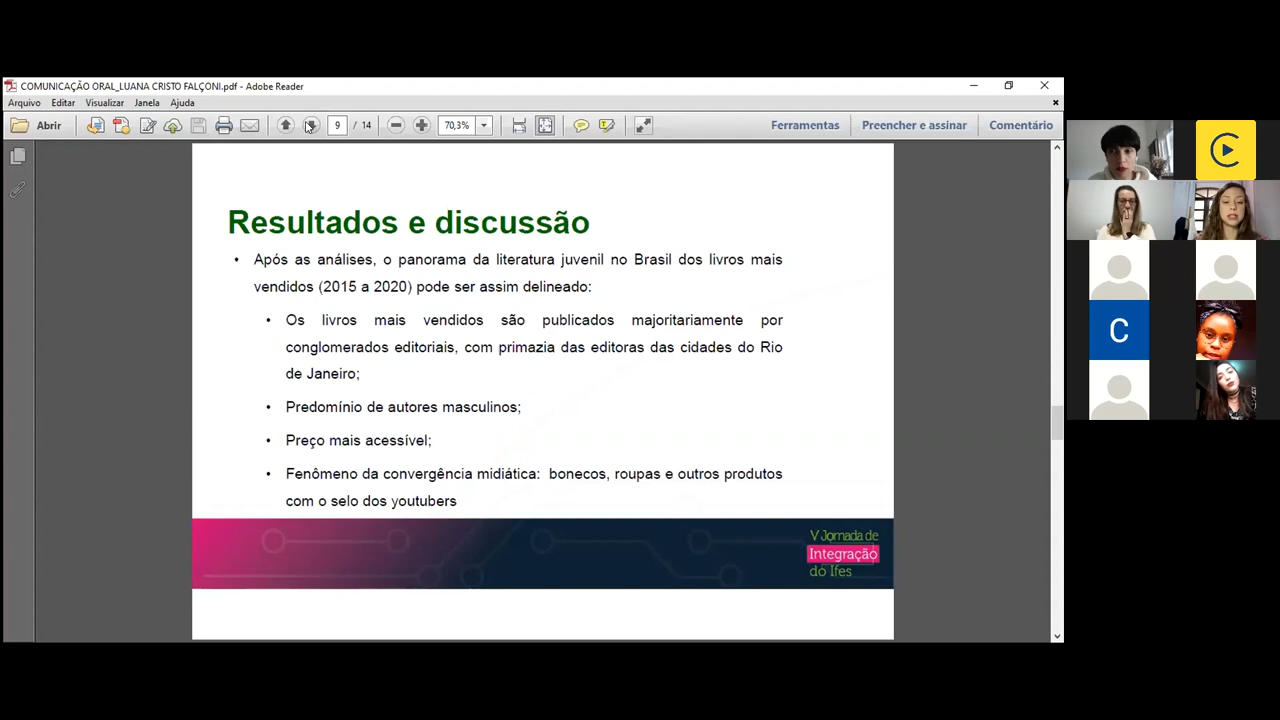 COMUNICAÇÃO ORAL_LUANA CRISTO FALÇONI.pdf - Adobe Reader
Arquivo Editar Visualizar Janela Ajuda
Abrir 9 / 14 70,3% Ferramentas Preencher e assinar Comentário
Resultados e discussão
• Após as análises, o panorama da literatura juvenil no Brasil dos livros mais
vendidos (2015 a 2020) pode ser assim delineado:
• Os livros mais vendidos são publicados majoritariamente por
conglomerados editoriais, com primazia das editoras das cidades do Rio
de Janeiro;
• Predomínio de autores masculinos;
• Preço mais acessível;
• Fenômeno da convergência midiática: bonecos, roupas e outros produtos
com o selo dos youtubers
V Jornada de
Integração
do Ifes
C
C